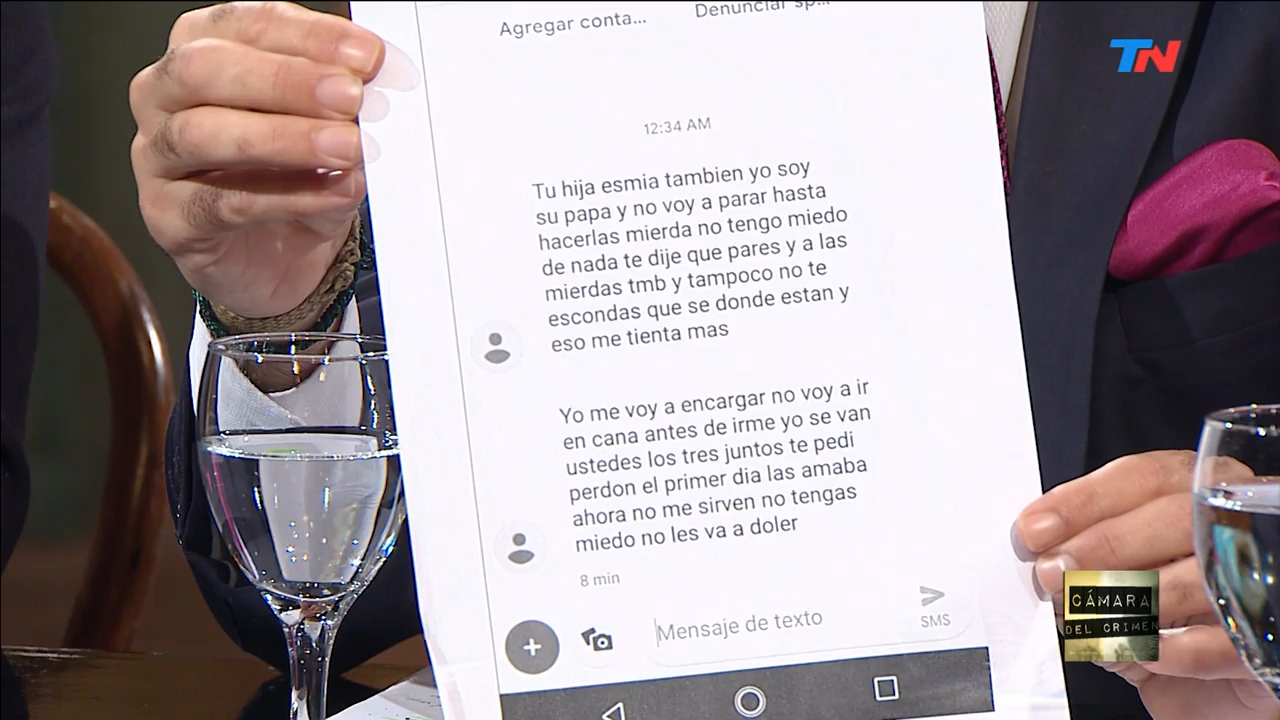 Agregar conta...
Denunciar sp...
TN
12:34 AM
Tu hija esmia tambien yo soy
su papa y no voy a parar hasta
hacerlas mierda no tengo miedo
de nada te dije que pares y a las
mierdas tmb y tampoco no te
escondas que se donde estan y
eso me tienta mas
Yo me voy a encargar no voy a ir
en cana antes de irme yo se van
ustedes los tres juntos te pedi
perdon el primer dia las amaba
ahora no me sirven no tengas
miedo no les va a doler
8 min
Mensaje de texto
SMS
CÁMARA
DEL CRIMEN